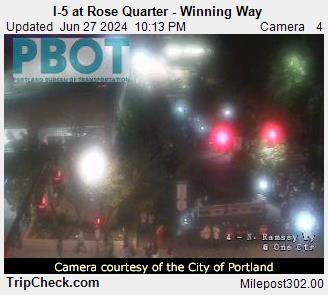 I-5 at Rose Quarter - Winning Way
Updated Jun 27 2024 10:13 PM Camera 4
PBOT
PORTLAND BUREAU OF TRANSPORTATION
4 - N. Ramsey Wy
@ One Ctr
Camera courtesy of the City of Portland
TripCheck.com Milepost302.00